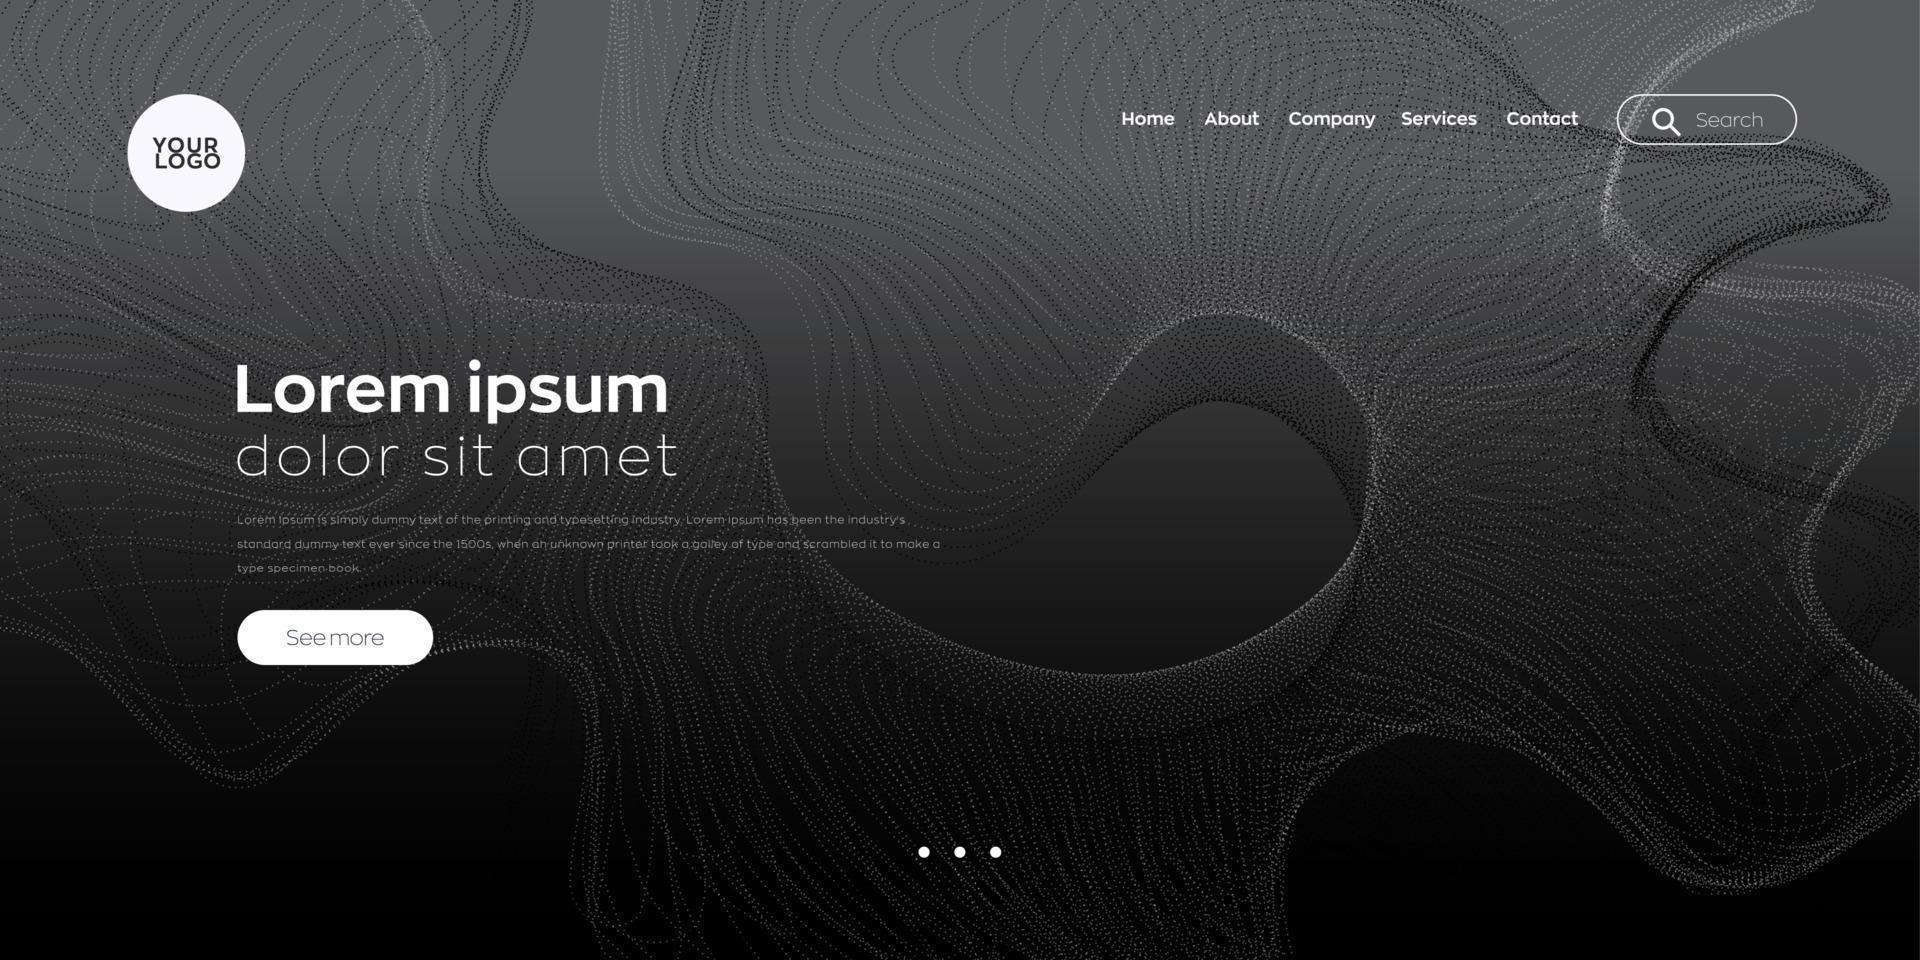 YOUR
LOGO
Home About Company Services Contact Search
Lorem ipsum
dolor sit amet
Lorem Ipsum is simply dummy text of the printing and typesetting industry. Lorem Ipsum has been the industry's
standard dummy text ever since the 1500s, when an unknown printer took a galley of type and scrambled it to make a
type specimen book.
See more